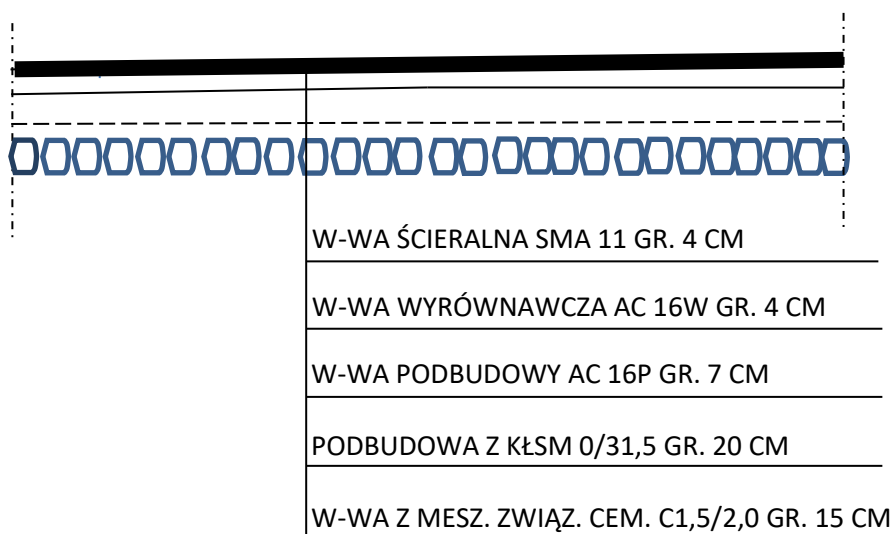 W-WA ŚCIERALNA SMA 11 GR. 4 CM
W-WA WYRÓWNAWCZA AC 16W GR. 4 CM
W-WA PODBUDOWY AC 16P GR. 7 CM
PODBUDOWA Z KŁSM 0/31,5 GR. 20 CM
W-WA Z MESZ. ZWIĄZ. CEM. C1,5/2,0 GR. 15 CM